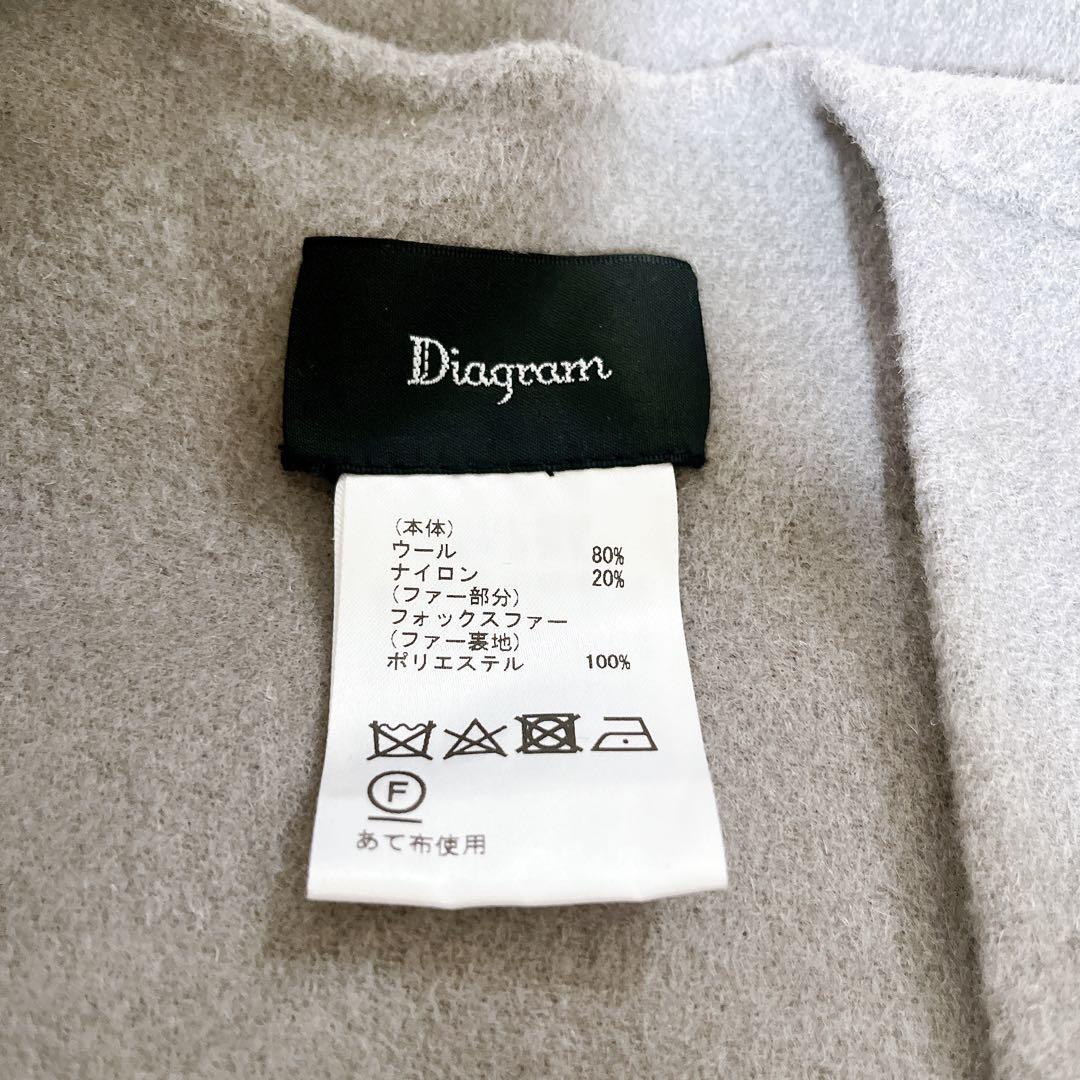 Diagram
(本体)
ウール 80%
ナイロン 20%
(ファー部分)
フォックスファー
(ファー裏地)
ポリエステル 100%
F
あて布使用